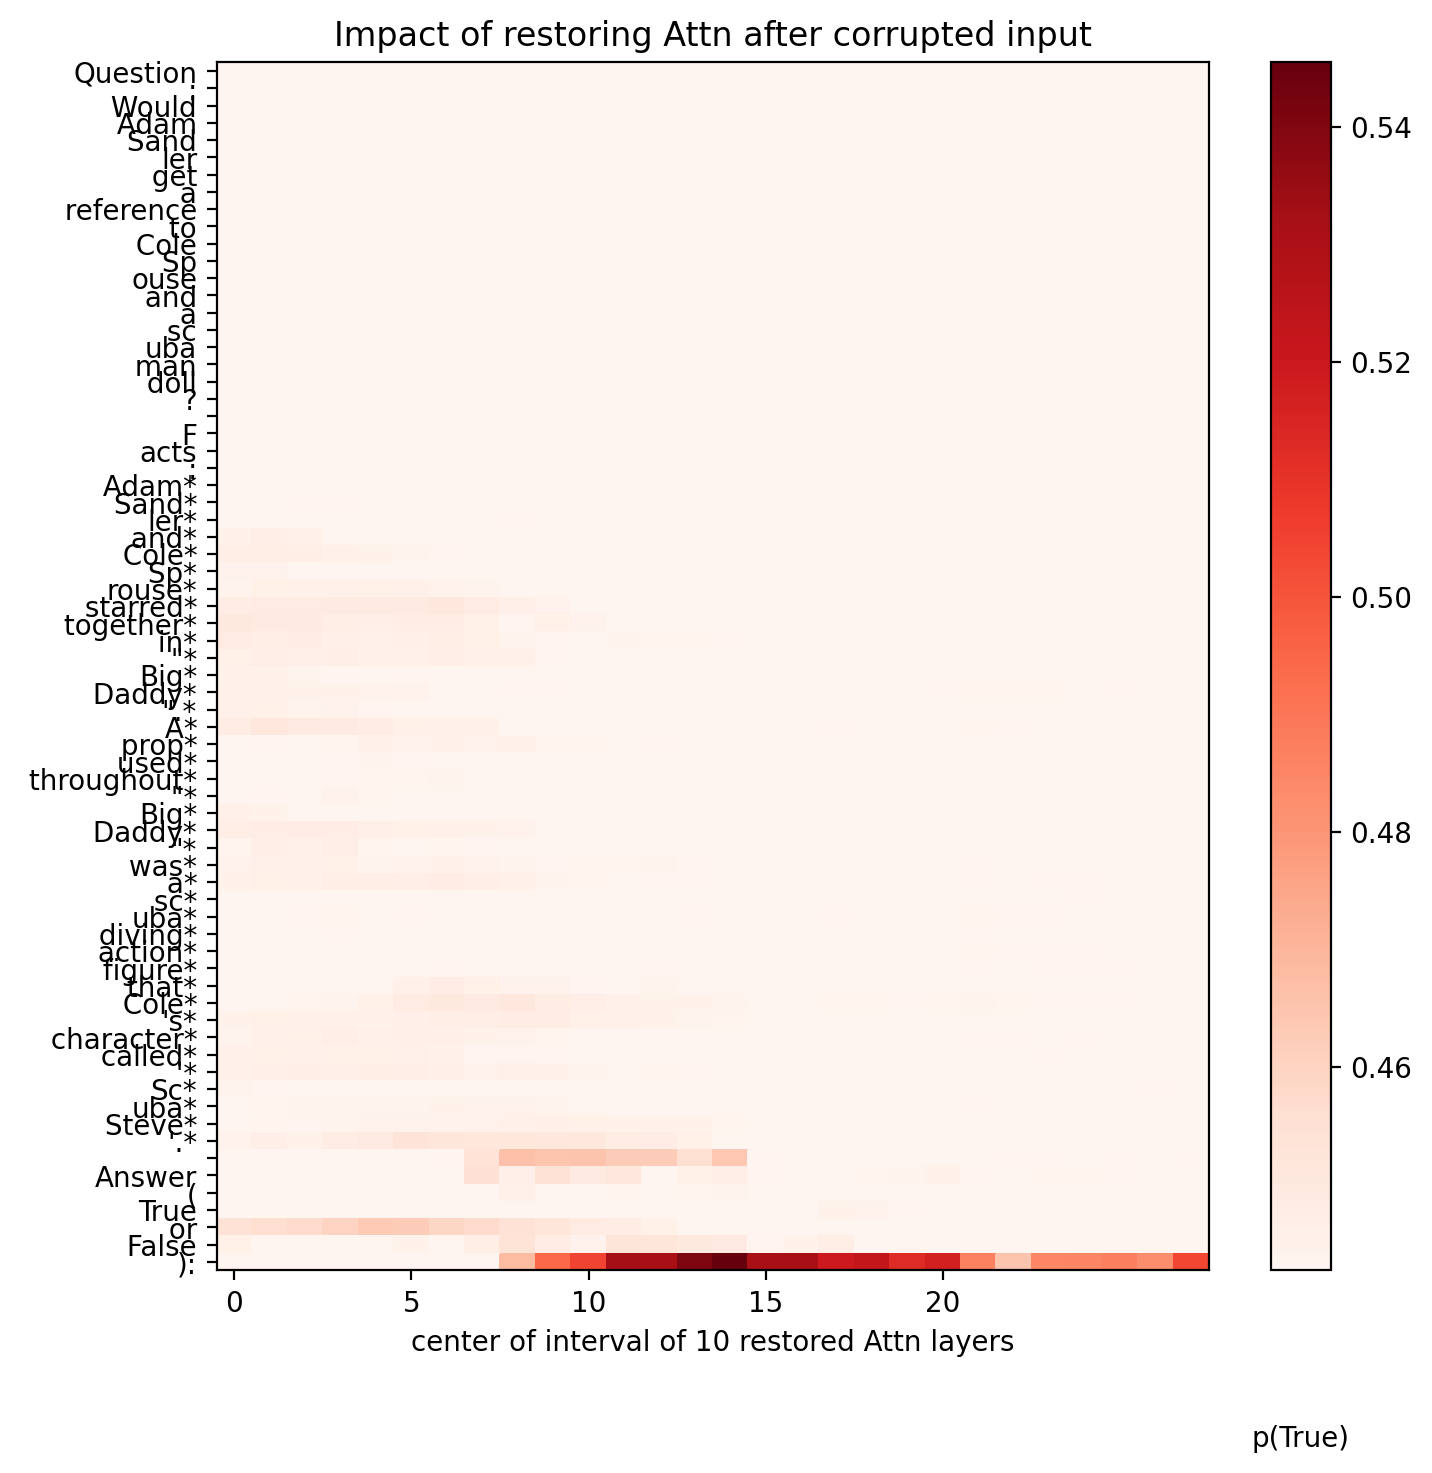 Impact of restoring Attn after corrupted input
Question
:
Would
Adam
Sand
ler
get
a
reference
to
Cole
Sp
ouse
and
a
sc
uba
man
doll
?
F
acts
:
Adam*
Sand*
ler*
and*
Cole*
Sp*
rouse*
starred*
together*
in*
"*
Big*
Daddy*
".*
A*
prop*
used*
throughout*
"*
Big*
Daddy*
"*
was*
a*
sc*
uba*
diving*
action*
figure*
that*
Cole*
's*
character*
called*
*
Sc*
uba*
Steve*
.*
Answer
(
True
or
False
):
0 5 10 15 20
center of interval of 10 restored Attn layers
0.54
0.52
0.50
0.48
0.46
p(True)